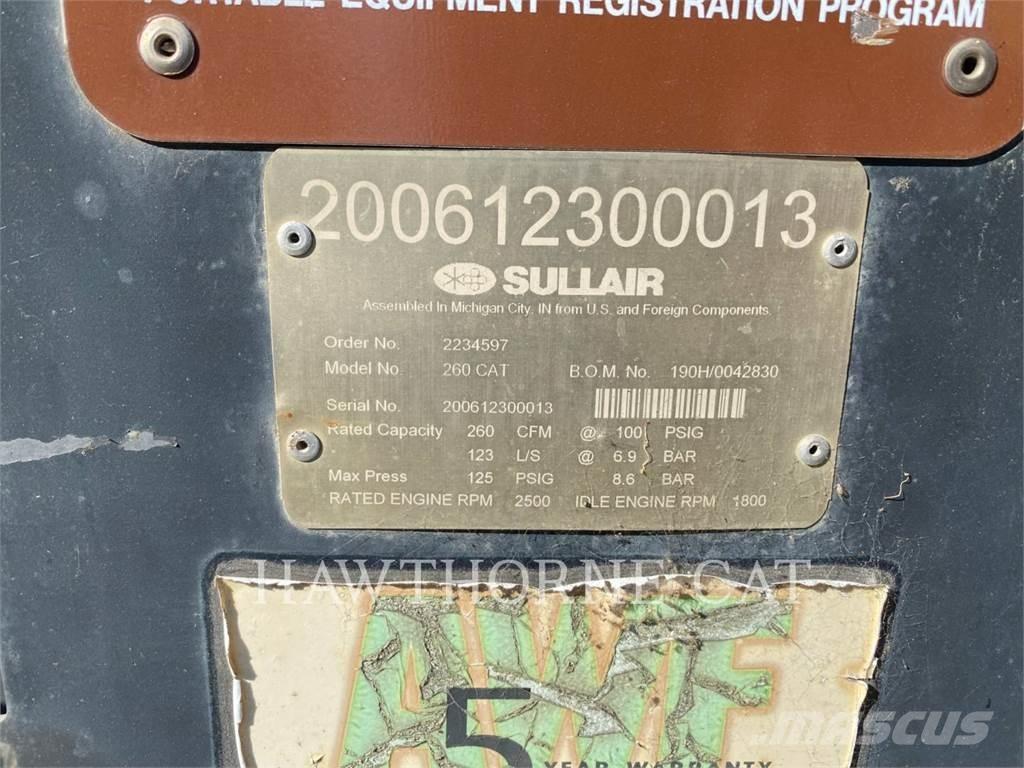 PORTABLE EQUIPMENT REGISTRATION PROGRAM
200612300013
SULLAIR
Assembled In Michigan City, IN from U.S. and Foreign Components.
Order No. 2234597
Model No. 260 CAT B.O.M. No. 190H/0042830
Serial No. 200612300013
Rated Capacity 260 CFM @ 100 PSIG
123 L/S @ 6.9 BAR
Max Press 125 PSIG 8.6 BAR
RATED ENGINE RPM 2500 IDLE ENGINE RPM 1800
HAWTHORNE CAT
5
YEAR WARRANTY
MASCUS